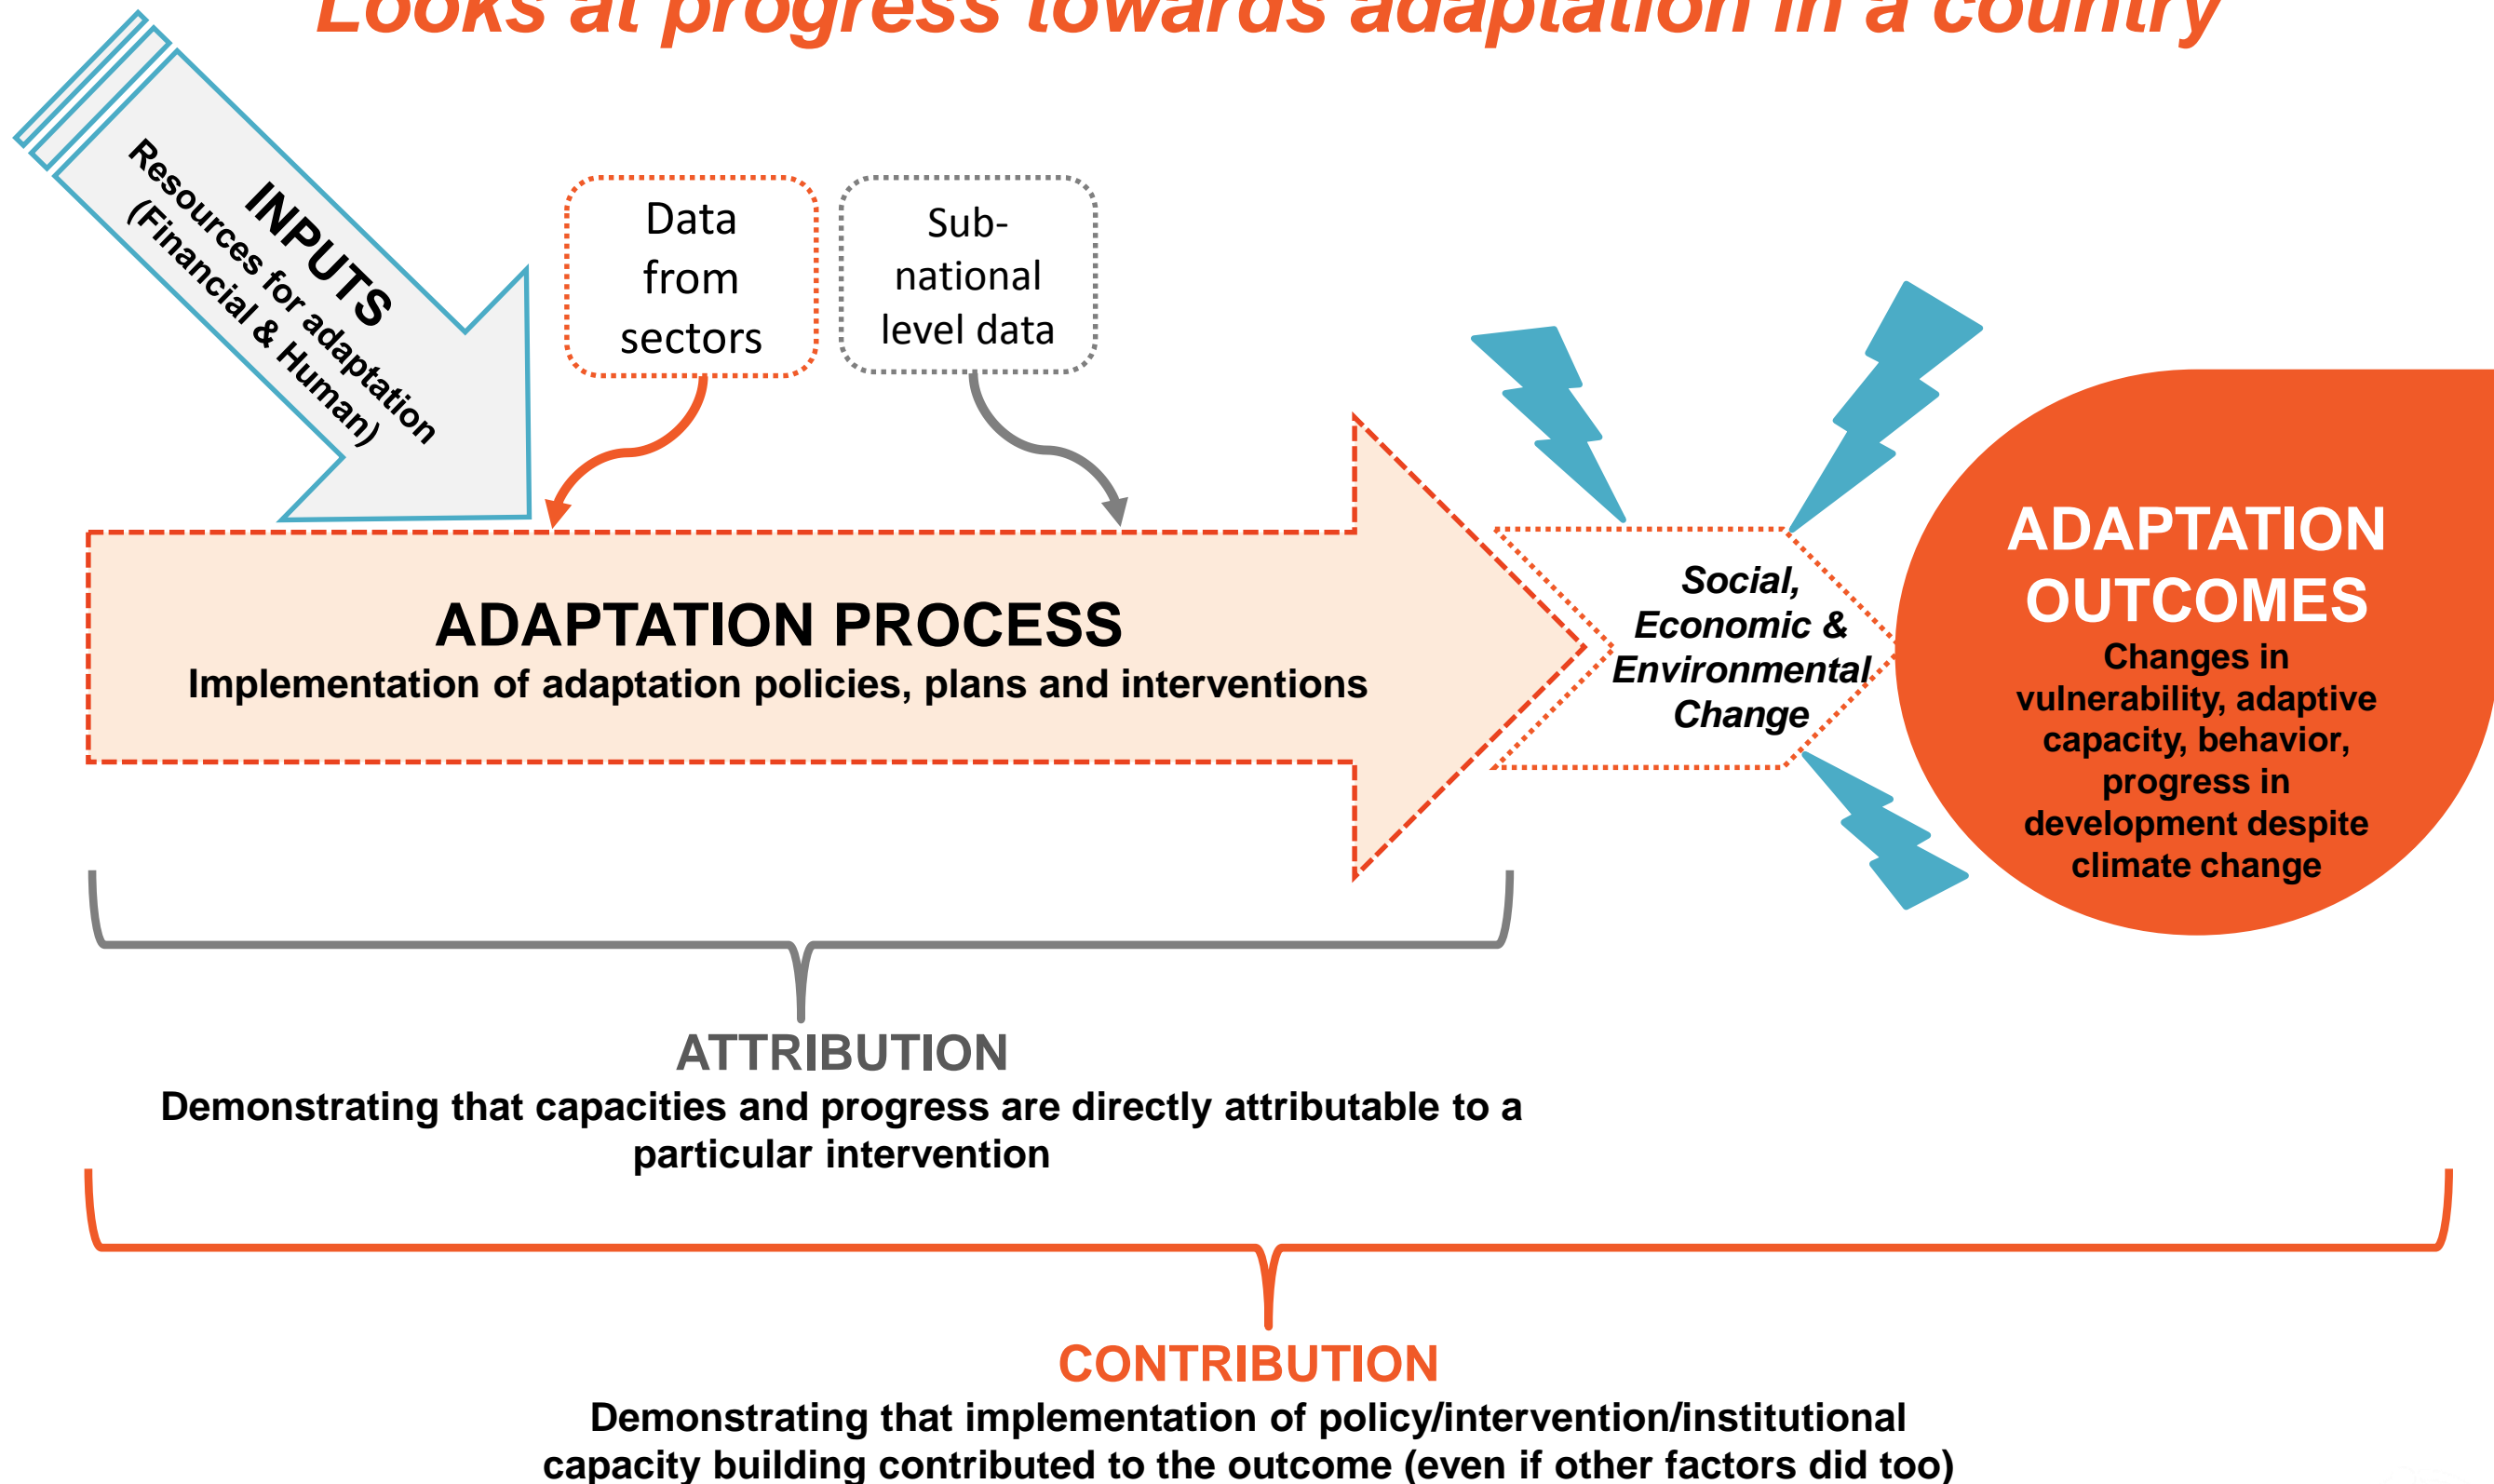 Looks at progress towards adaptation in a country
INPUTS
Resources for adaptation
(Financial & Human)
Data
from
sectors
Sub-
national
level data
ADAPTATION PROCESS
Implementation of adaptation policies, plans and interventions
Social,
Economic &
Environmental
Change
ADAPTATION
OUTCOMES
Changes in
vulnerability, adaptive
capacity, behavior,
progress in
development despite
climate change
ATTRIBUTION
Demonstrating that capacities and progress are directly attributable to a
particular intervention
CONTRIBUTION
Demonstrating that implementation of policy/intervention/institutional
capacity building contributed to the outcome (even if other factors did too)